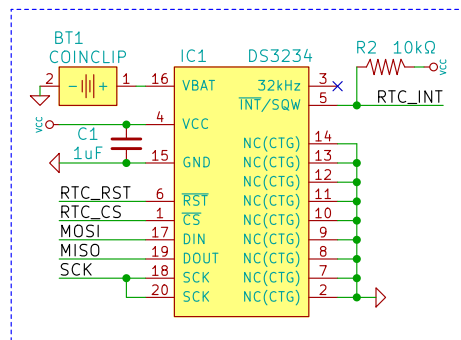 BT1
COINCLIP
IC1
DS3234
R2 10kΩ
VCC
2
1
16
VBAT
32kHz
3
INT/SQW
5
RTC_INT
VCC
4
VCC
C1
1uF
15
GND
NC(CTG)
14
NC(CTG)
13
NC(CTG)
12
RTC_RST
6
RST
NC(CTG)
11
RTC_CS
1
CS
NC(CTG)
10
MOSI
17
DIN
NC(CTG)
9
MISO
19
DOUT
NC(CTG)
8
SCK
18
SCK
NC(CTG)
7
20
SCK
NC(CTG)
2